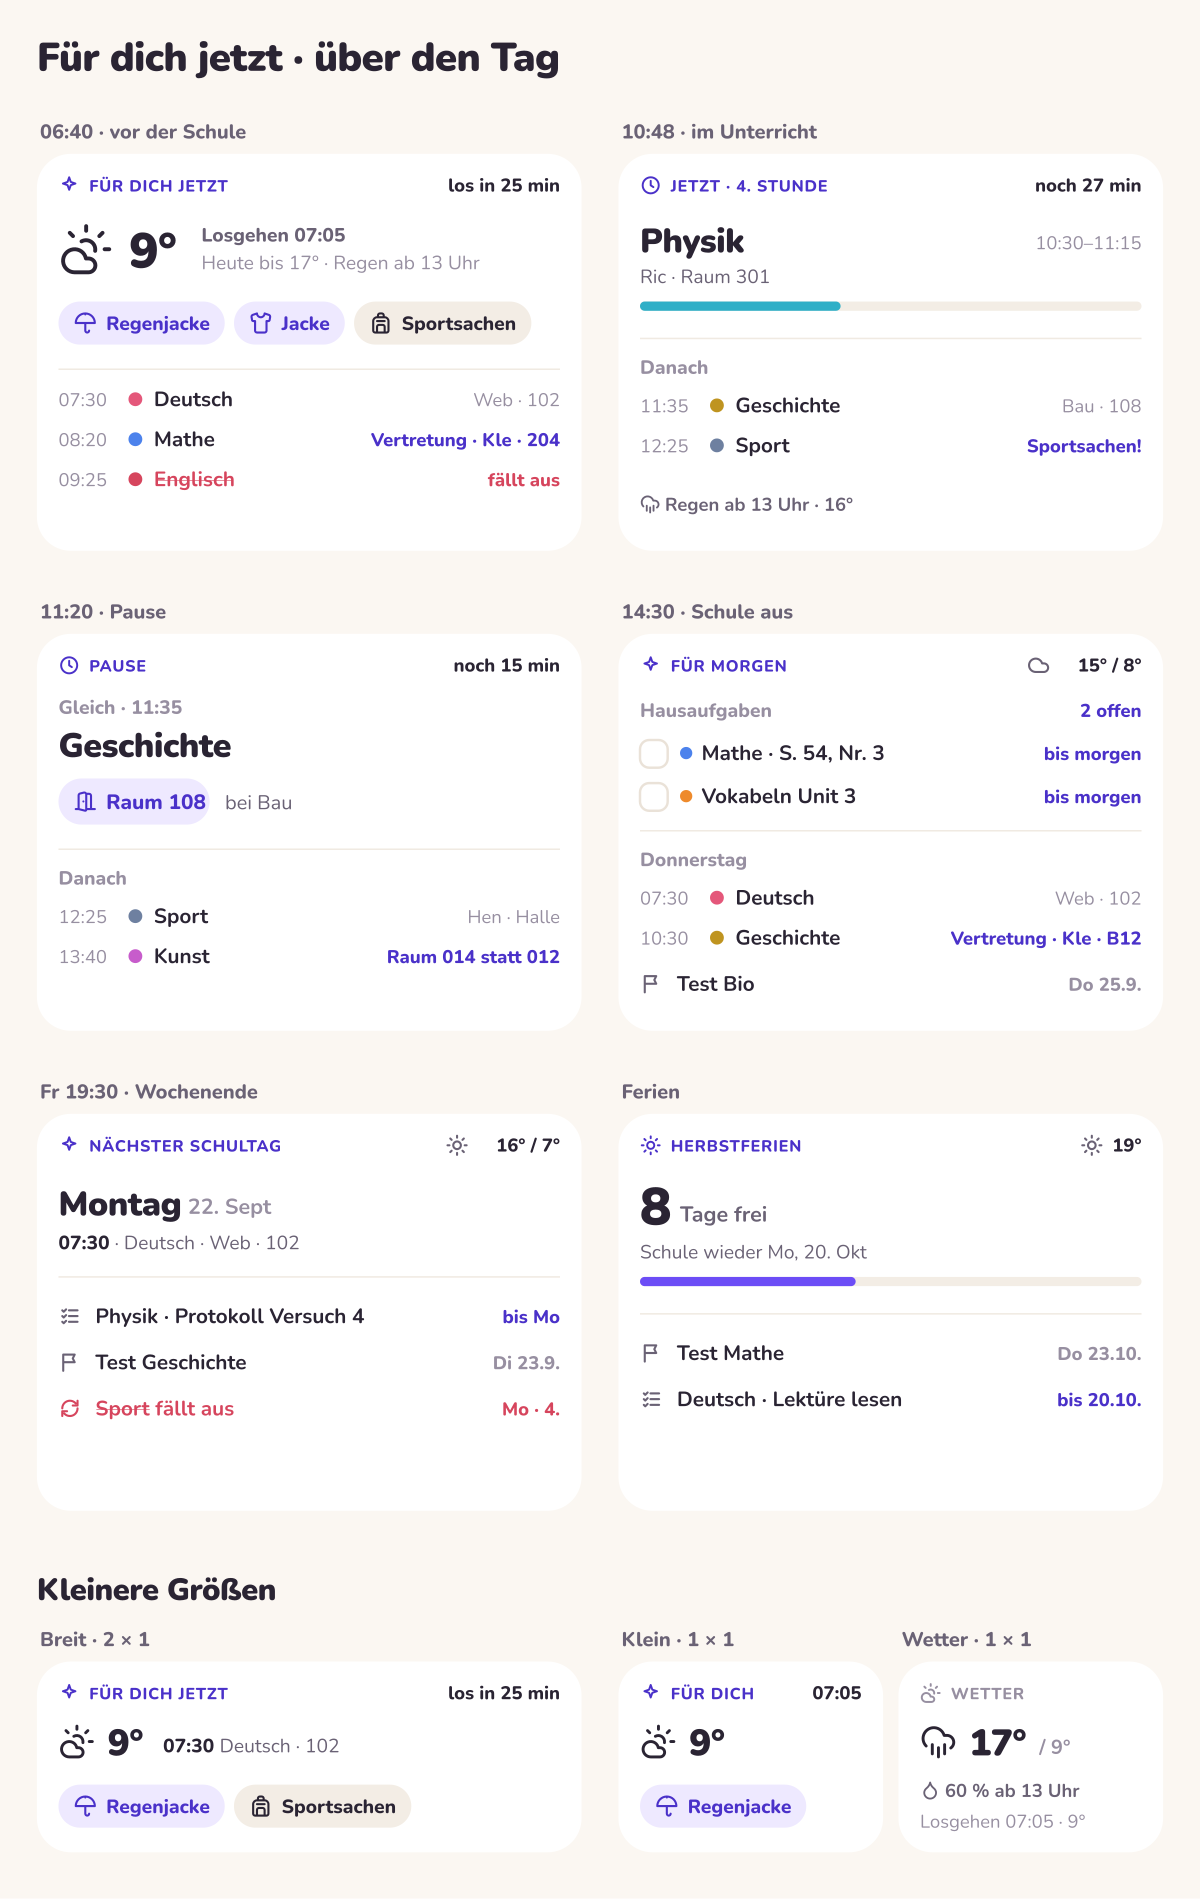 Für dich jetzt · über den Tag
06:40 · vor der Schule
FÜR DICH JETZT los in 25 min
9° Losgehen 07:05
Heute bis 17° · Regen ab 13 Uhr
Regenjacke Jacke Sportsachen
07:30 Deutsch Web · 102
08:20 Mathe Vertretung · Kle · 204
09:25 Englisch fällt aus
10:48 · im Unterricht
JETZT · 4. STUNDE noch 27 min
Physik 10:30–11:15
Ric · Raum 301
Danach
11:35 Geschichte Bau · 108
12:25 Sport Sportsachen!
Regen ab 13 Uhr · 16°
11:20 · Pause
PAUSE noch 15 min
Gleich · 11:35
Geschichte
Raum 108 bei Bau
Danach
12:25 Sport Hen · Halle
13:40 Kunst Raum 014 statt 012
14:30 · Schule aus
FÜR MORGEN 15° / 8°
Hausaufgaben 2 offen
Mathe · S. 54, Nr. 3 bis morgen
Vokabeln Unit 3 bis morgen
Donnerstag
07:30 Deutsch Web · 102
10:30 Geschichte Vertretung · Kle · B12
Test Bio Do 25.9.
Fr 19:30 · Wochenende
NÄCHSTER SCHULTAG 16° / 7°
Montag 22. Sept
07:30 · Deutsch · Web · 102
Physik · Protokoll Versuch 4 bis Mo
Test Geschichte Di 23.9.
Sport fällt aus Mo · 4.
Ferien
HERBSTFERIEN 19°
8 Tage frei
Schule wieder Mo, 20. Okt
Test Mathe Do 23.10.
Deutsch · Lektüre lesen bis 20.10.
Kleinere Größen
Breit · 2 × 1
FÜR DICH JETZT los in 25 min
9° 07:30 Deutsch · 102
Regenjacke Sportsachen
Klein · 1 × 1
FÜR DICH 07:05
9°
Regenjacke
Wetter · 1 × 1
WETTER
17° / 9°
60 % ab 13 Uhr
Losgehen 07:05 · 9°